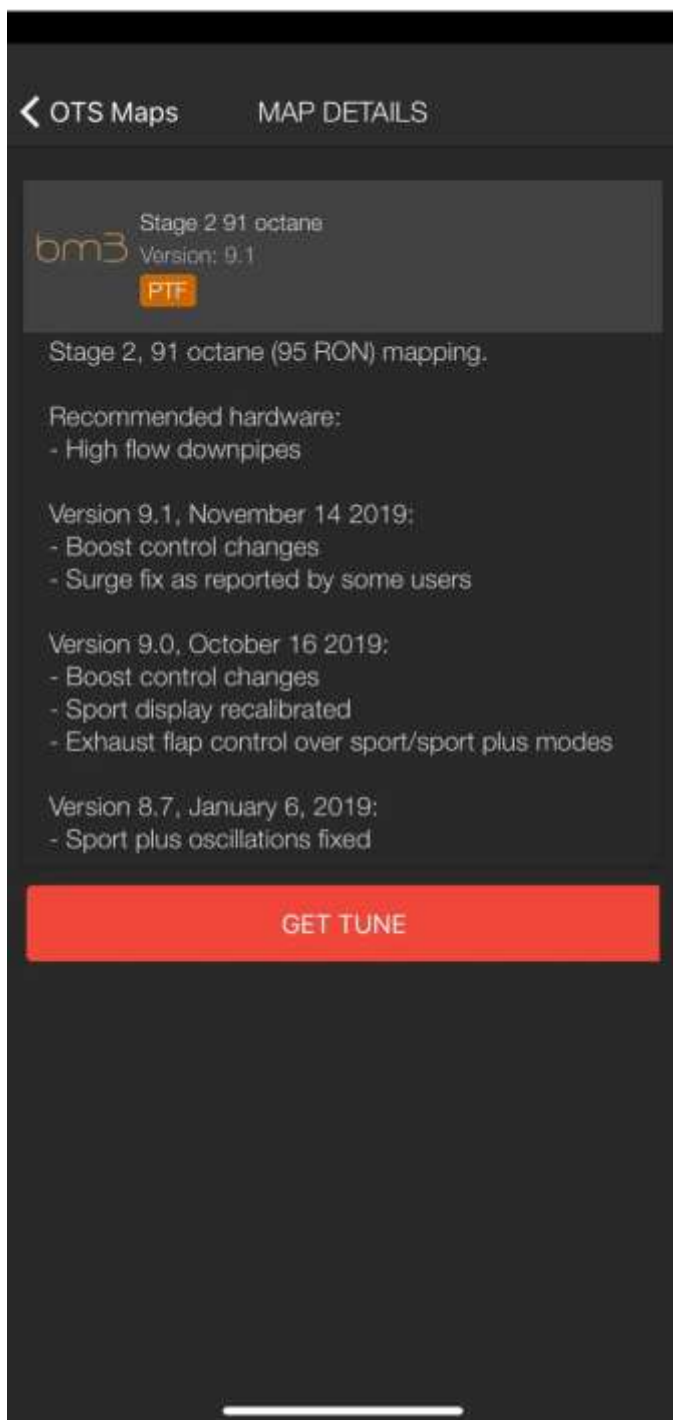 OTS Maps MAP DETAILS
Stage 2 91 octane
bm3
Version: 9.1
PTF
Stage 2, 91 octane (95 RON) mapping.
Recommended hardware:
- High flow downpipes
Version 9.1, November 14 2019:
- Boost control changes
- Surge fix as reported by some users
Version 9.0, October 16 2019:
- Boost control changes
- Sport display recalibrated
- Exhaust flap control over sport/sport plus modes
Version 8.7, January 6, 2019:
- Sport plus oscillations fixed
GET TUNE